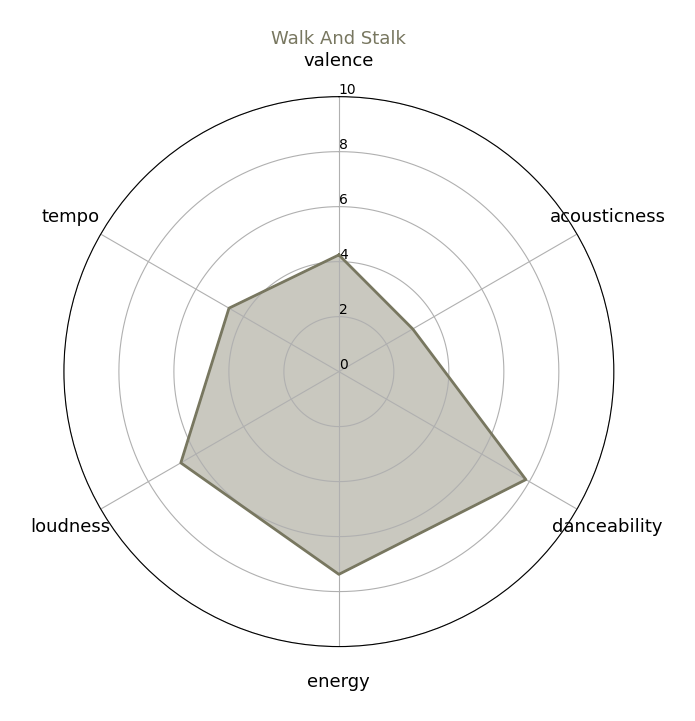 Walk And Stalk
valence
10
8
tempo
6
acousticness
4
2
0
loudness
danceability
energy